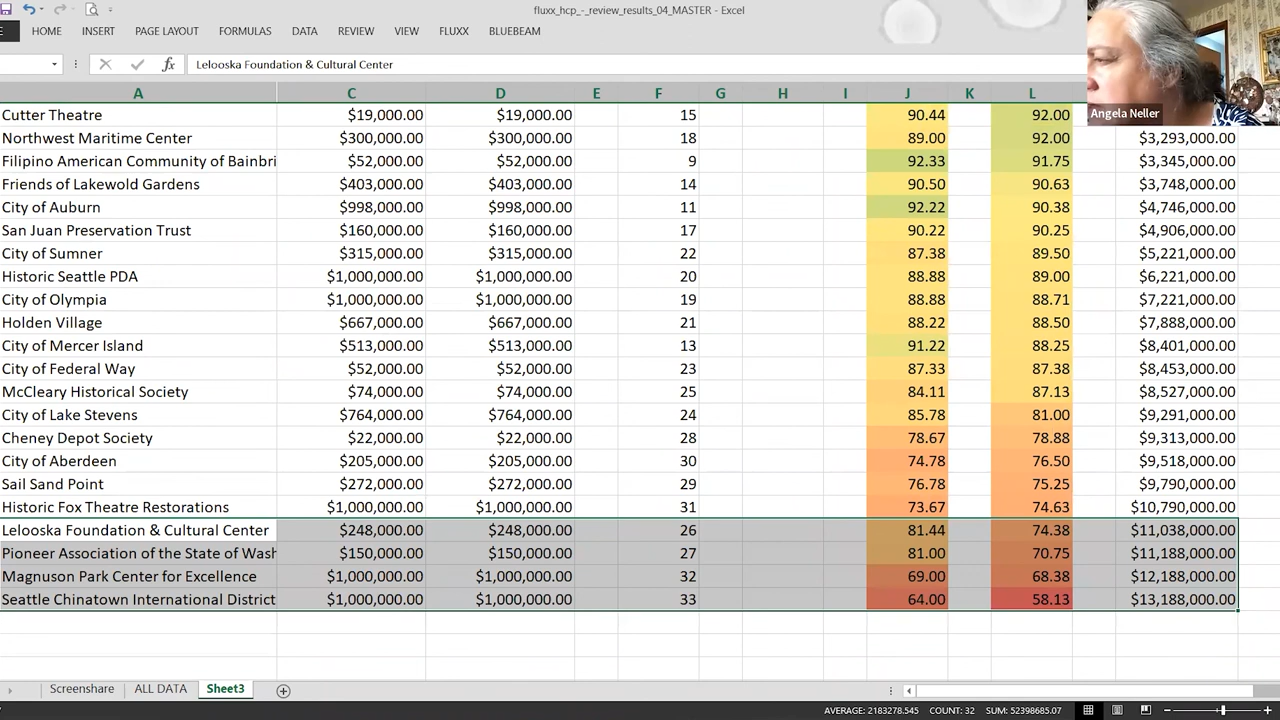 fluxx_hcp_-_review_results_04_MASTER - Excel
HOME INSERT PAGE LAYOUT FORMULAS DATA REVIEW VIEW FLUXX BLUEBEAM
fx Lelooska Foundation & Cultural Center
A C D E F G H I J K L
Cutter Theatre $19,000.00 $19,000.00 15 90.44 92.00
Angela Neller
Northwest Maritime Center $300,000.00 $300,000.00 18 89.00 92.00 $3,293,000.00
Filipino American Community of Bainbri $52,000.00 $52,000.00 9 92.33 91.75 $3,345,000.00
Friends of Lakewold Gardens $403,000.00 $403,000.00 14 90.50 90.63 $3,748,000.00
City of Auburn $998,000.00 $998,000.00 11 92.22 90.38 $4,746,000.00
San Juan Preservation Trust $160,000.00 $160,000.00 17 90.22 90.25 $4,906,000.00
City of Sumner $315,000.00 $315,000.00 22 87.38 89.50 $5,221,000.00
Historic Seattle PDA $1,000,000.00 $1,000,000.00 20 88.88 89.00 $6,221,000.00
City of Olympia $1,000,000.00 $1,000,000.00 19 88.88 88.71 $7,221,000.00
Holden Village $667,000.00 $667,000.00 21 88.22 88.50 $7,888,000.00
City of Mercer Island $513,000.00 $513,000.00 13 91.22 88.25 $8,401,000.00
City of Federal Way $52,000.00 $52,000.00 23 87.33 87.38 $8,453,000.00
McCleary Historical Society $74,000.00 $74,000.00 25 84.11 87.13 $8,527,000.00
City of Lake Stevens $764,000.00 $764,000.00 24 85.78 81.00 $9,291,000.00
Cheney Depot Society $22,000.00 $22,000.00 28 78.67 78.88 $9,313,000.00
City of Aberdeen $205,000.00 $205,000.00 30 74.78 76.50 $9,518,000.00
Sail Sand Point $272,000.00 $272,000.00 29 76.78 75.25 $9,790,000.00
Historic Fox Theatre Restorations $1,000,000.00 $1,000,000.00 31 73.67 74.63 $10,790,000.00
Lelooska Foundation & Cultural Center $248,000.00 $248,000.00 26 81.44 74.38 $11,038,000.00
Pioneer Association of the State of Wash $150,000.00 $150,000.00 27 81.00 70.75 $11,188,000.00
Magnuson Park Center for Excellence $1,000,000.00 $1,000,000.00 32 69.00 68.38 $12,188,000.00
Seattle Chinatown International District $1,000,000.00 $1,000,000.00 33 64.00 58.13 $13,188,000.00
Screenshare ALL DATA Sheet3
AVERAGE: 2183278.545 COUNT: 32 SUM: 52398685.07